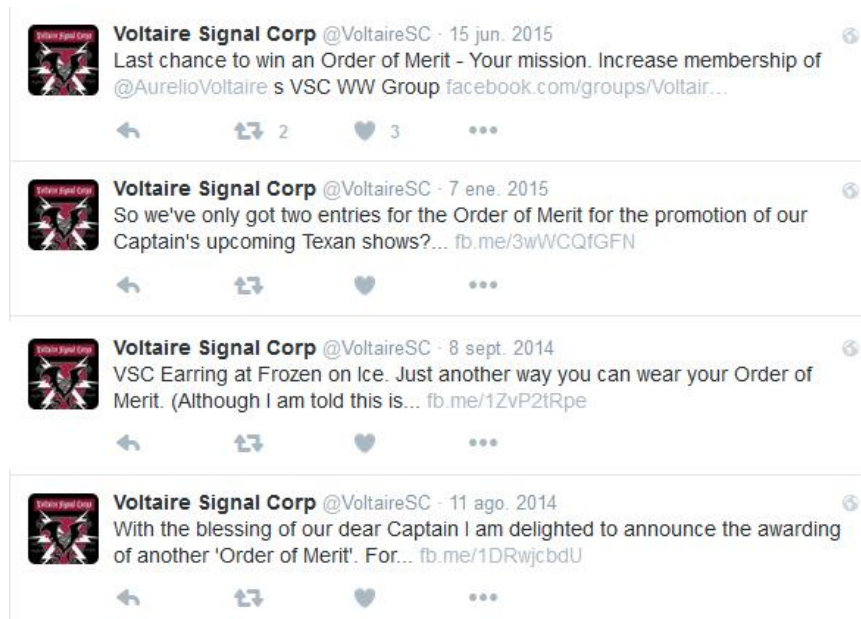 Voltaire Signal Corp @VoltaireSC · 15 jun. 2015
Last chance to win an Order of Merit - Your mission. Increase membership of
@AurelioVoltaire s VSC WW Group facebook.com/groups/Voltair...
2 3
Voltaire Signal Corp @VoltaireSC · 7 ene. 2015
So we've only got two entries for the Order of Merit for the promotion of our
Captain's upcoming Texan shows?... fb.me/3wWCQfGFN
Voltaire Signal Corp @VoltaireSC · 8 sept. 2014
VSC Earring at Frozen on Ice. Just another way you can wear your Order of
Merit. (Although I am told this is... fb.me/1ZvP2tRpe
Voltaire Signal Corp @VoltaireSC · 11 ago. 2014
With the blessing of our dear Captain I am delighted to announce the awarding
of another 'Order of Merit'. For... fb.me/1DRwjcbdU